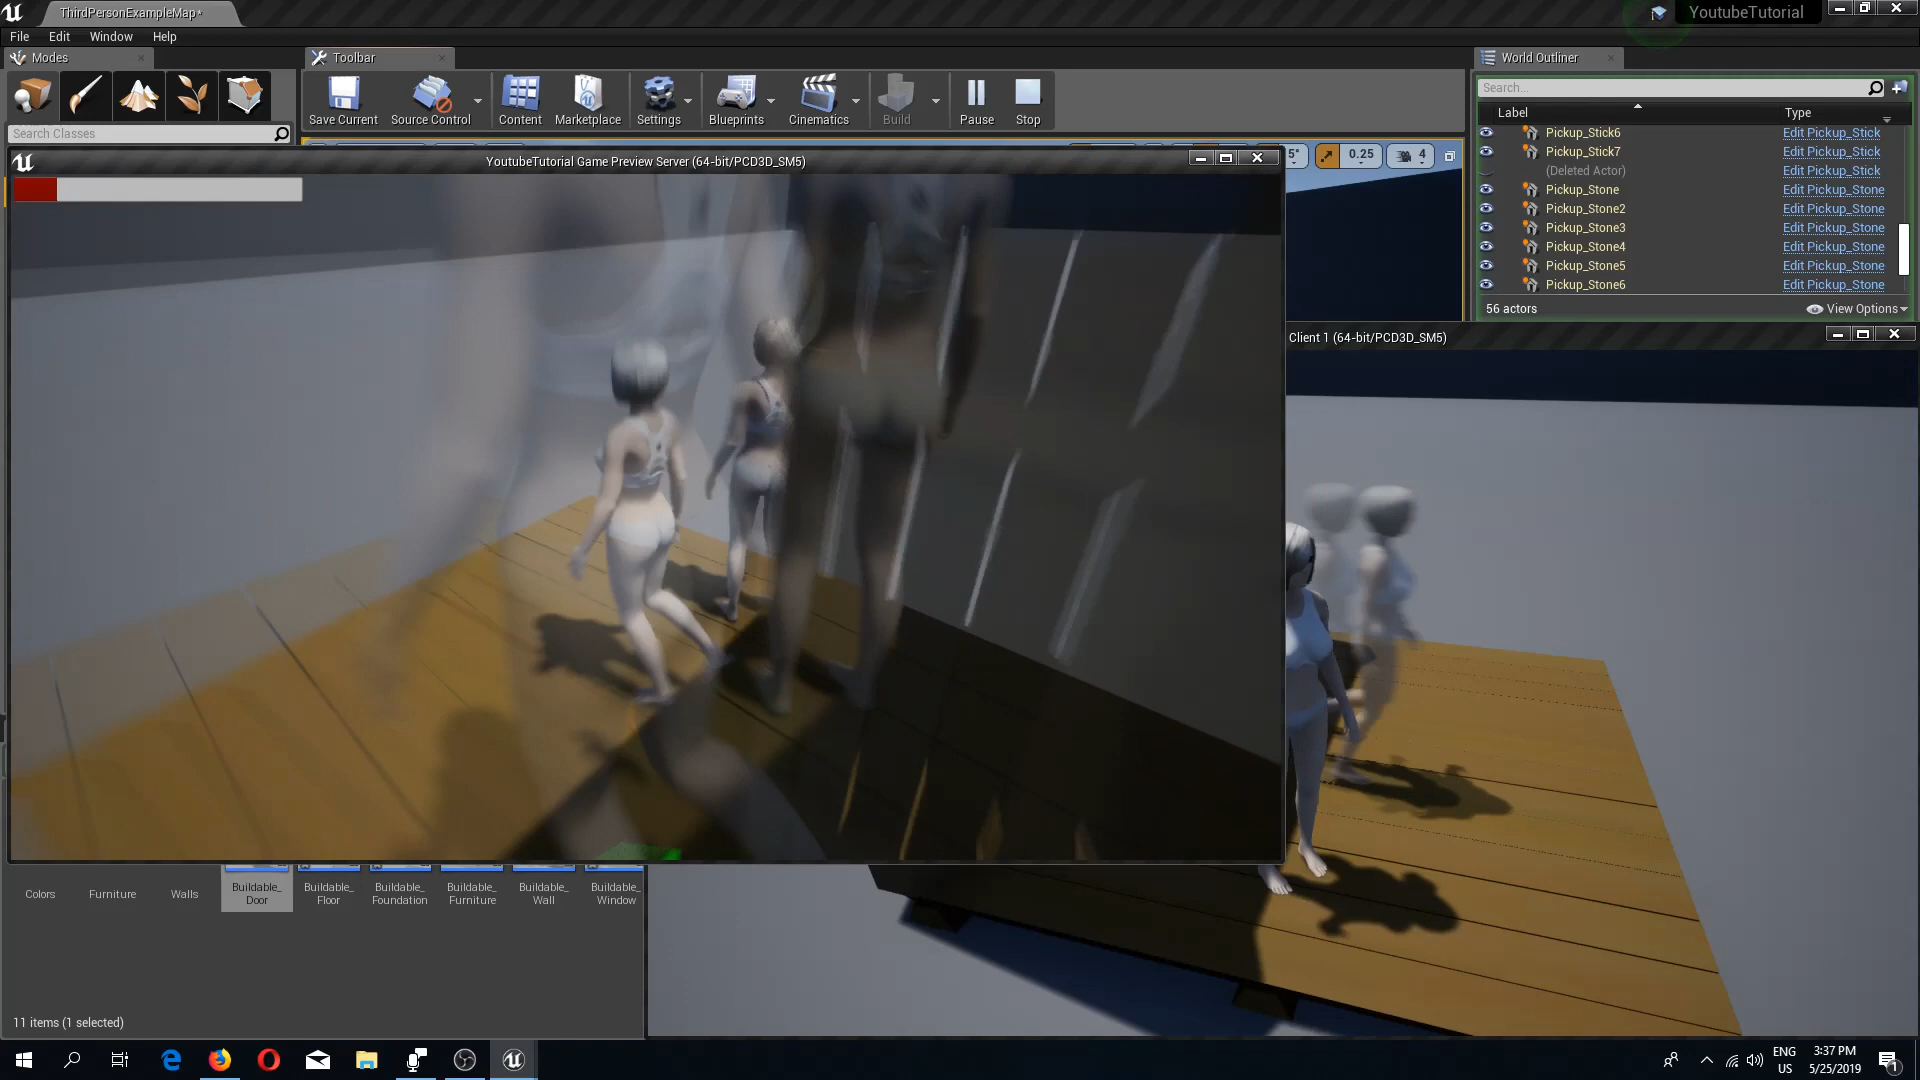 ThirdPersonExampleMap*
YoutubeTutorial
File Edit Window Help
Modes
Toolbar
World Outliner
Search Classes
Save Current
Source Control
Content
Marketplace
Settings
Blueprints
Cinematics
Build
Pause
Stop
Search...
Label Type
Pickup_Stick6 Edit Pickup_Stick
Pickup_Stick7 Edit Pickup_Stick
(Deleted Actor) Edit Pickup_Stick
Pickup_Stone Edit Pickup_Stone
Pickup_Stone2 Edit Pickup_Stone
Pickup_Stone3 Edit Pickup_Stone
Pickup_Stone4 Edit Pickup_Stone
Pickup_Stone5 Edit Pickup_Stone
Pickup_Stone6 Edit Pickup_Stone
56 actors
View Options
YoutubeTutorial Game Preview Server (64-bit/PCD3D_SM5)
5°
0.25
4
Client 1 (64-bit/PCD3D_SM5)
Colors
Furniture
Walls
Buildable_
Door
Buildable_
Floor
Buildable_
Foundation
Buildable_
Furniture
Buildable_
Wall
Buildable_
Window
11 items (1 selected)
ENG
US
3:37 PM
5/25/2019
1